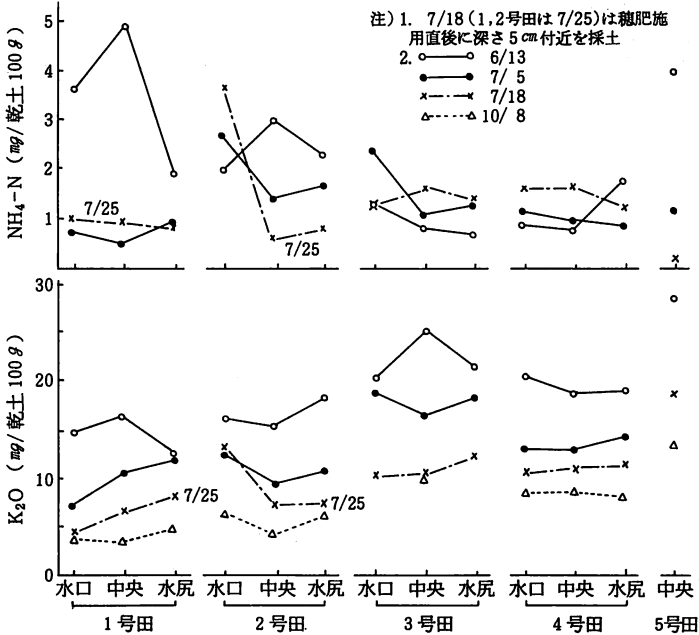 注) 1. 7/18 (1,2号田は 7/25) は穂肥施
用直後に深さ 5cm 付近を採土
2. 6/13
7/ 5
7/18
10/ 8
NH₄-N (mg/乾土100g)
5
4
3
2
1
7/25
7/25
K₂O (mg/乾土100g)
30
20
10
0
7/25
7/25
水口 中央 水尻 水口 中央 水尻 水口 中央 水尻 水口 中央 水尻 中央
1号田 2号田. 3号田 4号田 5号田